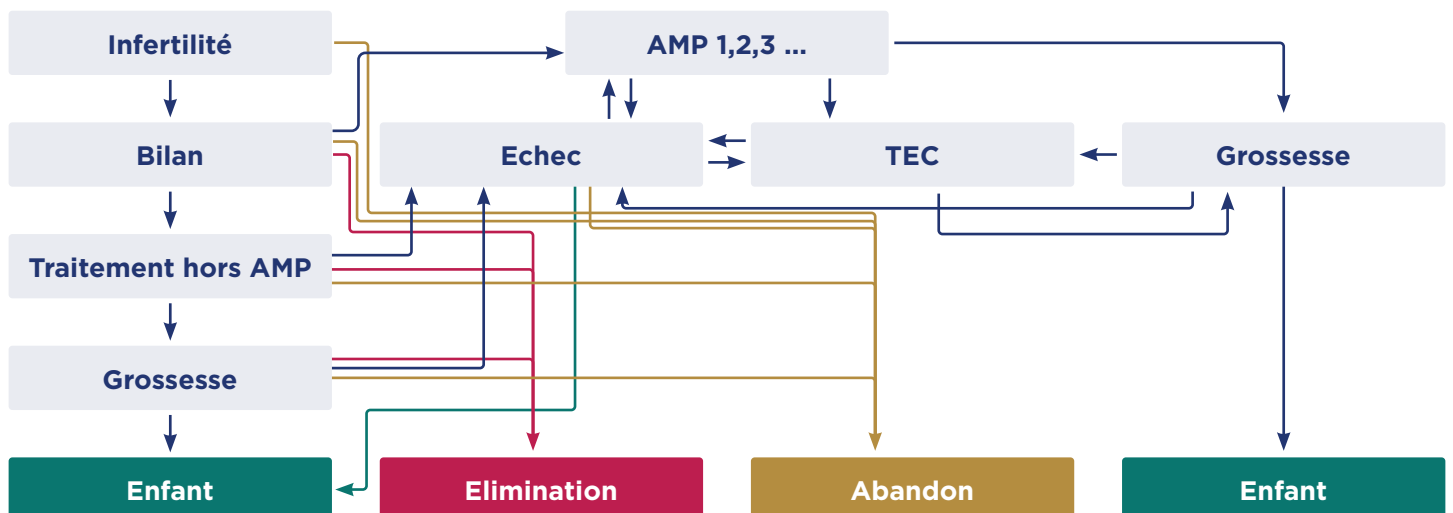 Infertilité
AMP 1,2,3 ...
Bilan
Echec
TEC
Grossesse
Traitement hors AMP
Grossesse
Enfant
Elimination
Abandon
Enfant